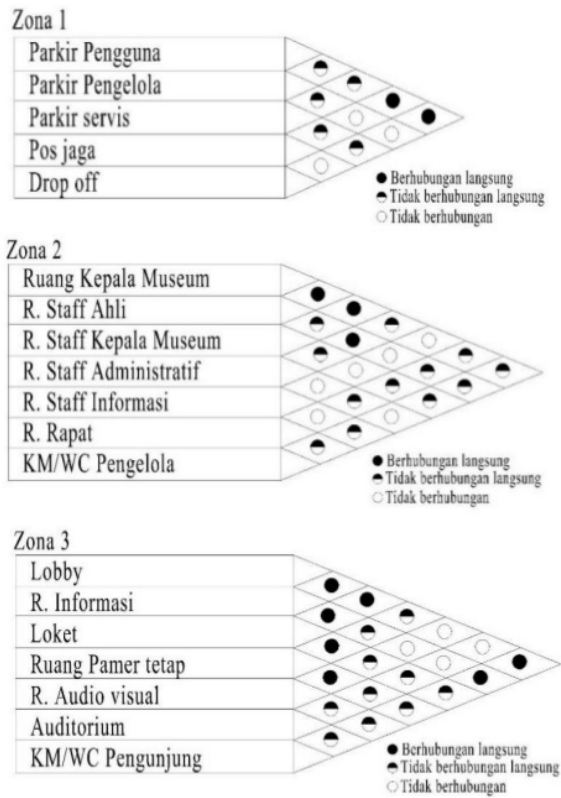 Zona 1
Parkir Pengguna
Parkir Pengelola
Parkir servis
Pos jaga
Drop off
Berhubungan langsung
Tidak berhubungan langsung
Tidak berhubungan
Zona 2
Ruang Kepala Museum
R. Staff Ahli
R. Staff Kepala Museum
R. Staff Administratif
R. Staff Informasi
R. Rapat
KM/WC Pengelola
Berhubungan langsung
Tidak berhubungan langsung
Tidak berhubungan
Zona 3
Lobby
R. Informasi
Loket
Ruang Pamer tetap
R. Audio visual
Auditorium
KM/WC Pengunjung
Berhubungan langsung
Tidak berhubungan langsung
Tidak berhubungan